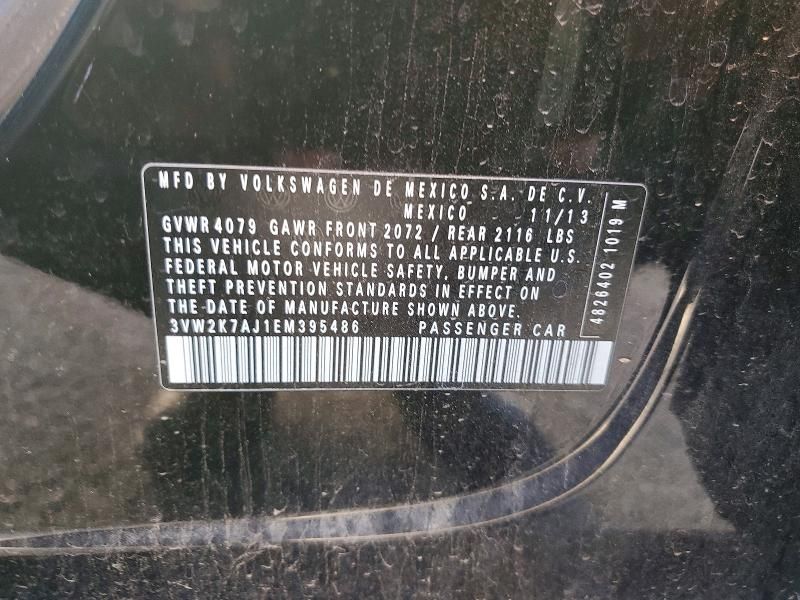 MFD BY VOLKSWAGEN DE MEXICO S.A. DE C.V.
MEXICO 11/13
GVWR 4079 GAWR FRONT 2072 / REAR 2116 LBS
THIS VEHICLE CONFORMS TO ALL APPLICABLE U.S.
FEDERAL MOTOR VEHICLE SAFETY, BUMPER AND
THEFT PREVENTION STANDARDS IN EFFECT ON
THE DATE OF MANUFACTURE SHOWN ABOVE.
3VW2K7AJ1EM395486 PASSENGER CAR
4826402 1019 M